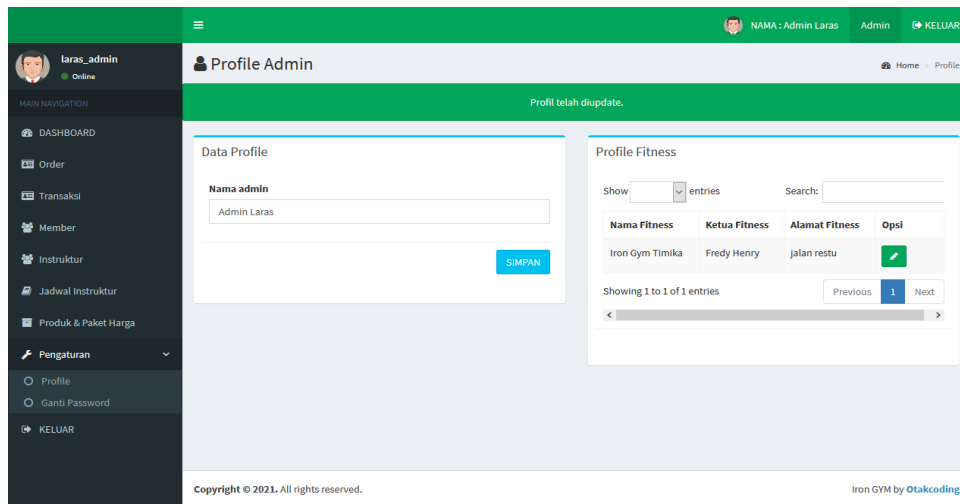 NAMA : Admin Laras Admin KELUAR
laras_admin
Online
MAIN NAVIGATION
DASHBOARD
Order
Transaksi
Member
Instruktur
Jadwal Instruktur
Produk & Paket Harga
Pengaturan
Profile
Ganti Password
KELUAR
Profile Admin
Home > Profile
Profil telah diupdate.
Data Profile
Nama admin
Admin Laras
SIMPAN
Profile Fitness
Show entries Search:
Nama Fitness Ketua Fitness Alamat Fitness Opsi
Iron Gym Timika Fredy Henry jalan restu
Showing 1 to 1 of 1 entries Previous 1 Next
Copyright © 2021. All rights reserved. Iron GYM by Otakcoding